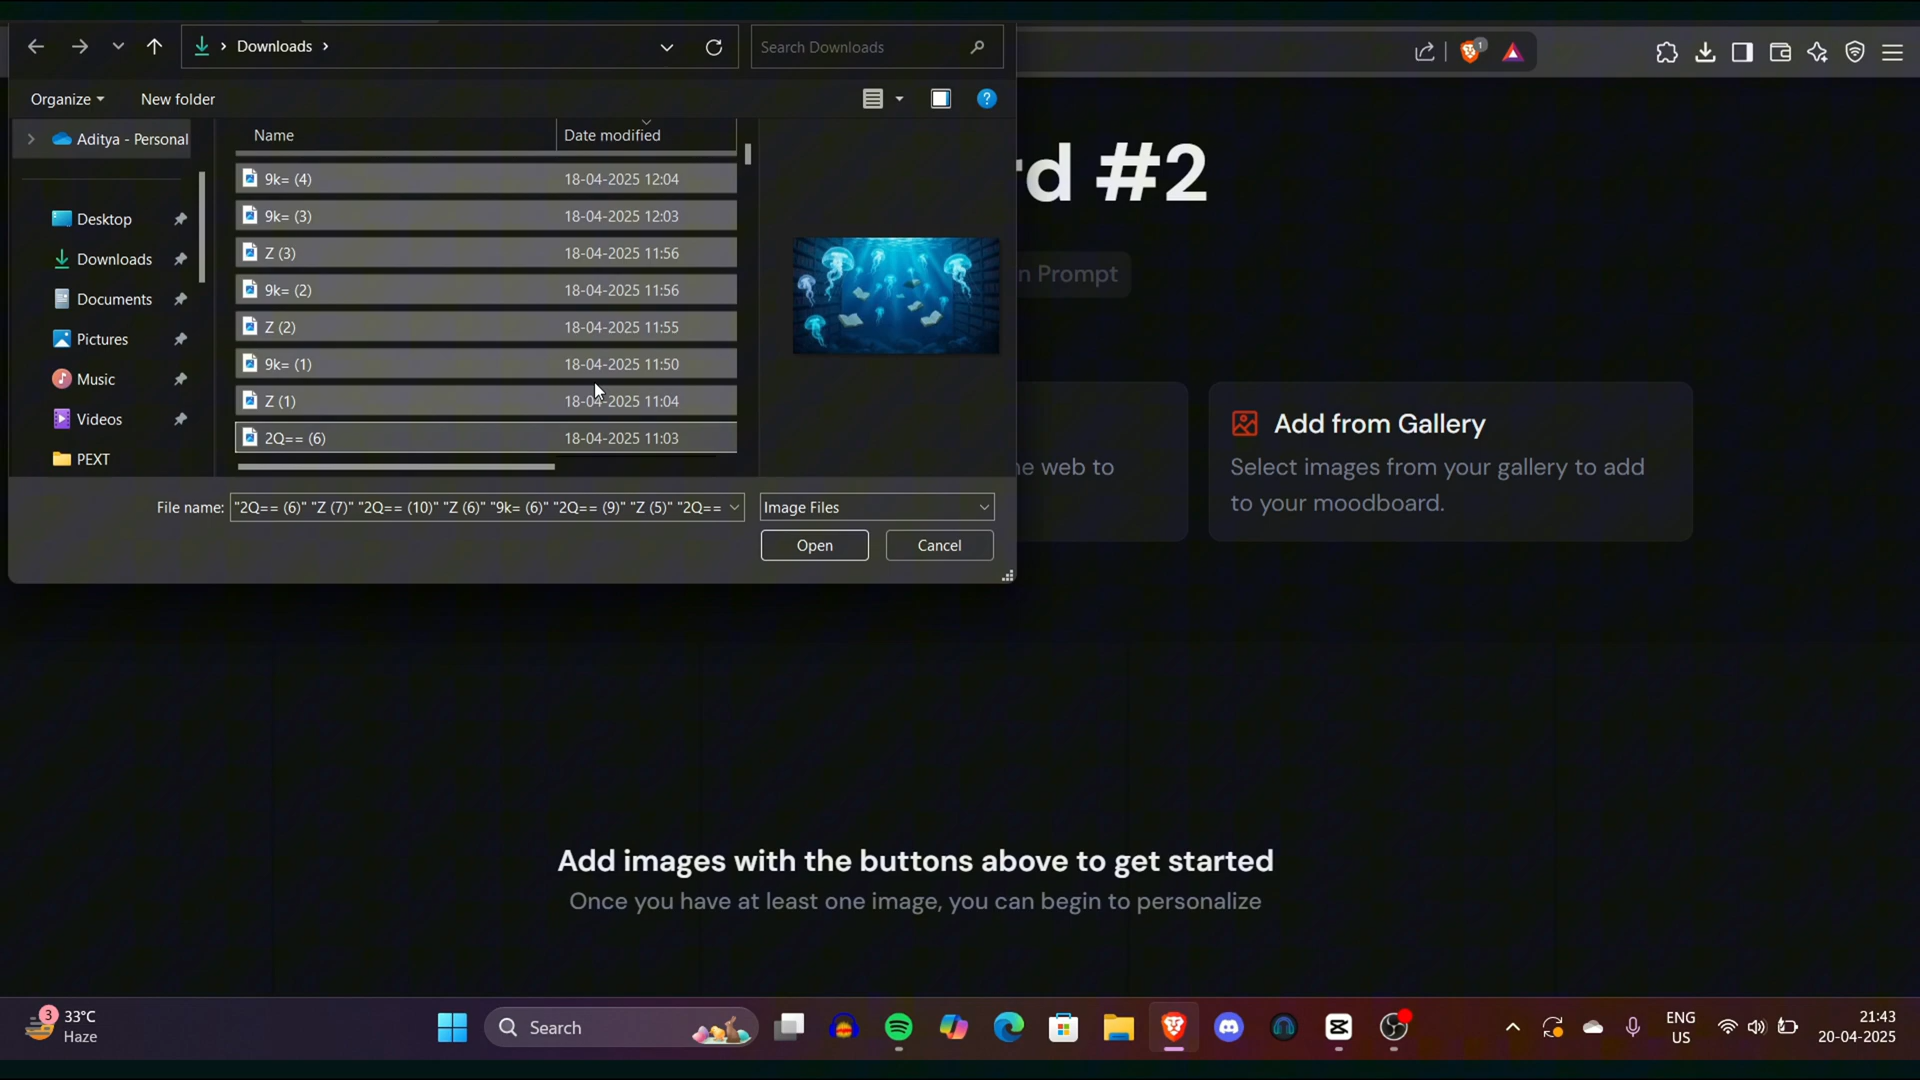 Downloads
Search Downloads
1
Organize
New folder
?
Aditya - Personal
Desktop
Downloads
Documents
Pictures
Music
Videos
PEXT
Name
Date modified
9k= (4)
18-04-2025 12:04
9k= (3)
18-04-2025 12:03
Z (3)
18-04-2025 11:56
9k= (2)
18-04-2025 11:56
Z (2)
18-04-2025 11:55
9k= (1)
18-04-2025 11:50
Z (1)
18-04-2025 11:04
2Q== (6)
18-04-2025 11:03
File name:
"2Q== (6)" "Z (7)" "2Q== (10)" "Z (6)" "9k= (6)" "2Q== (9)" "Z (5)" "2Q==
Image Files
Open
Cancel
rd #2
n Prompt
e web to
Add from Gallery
Select images from your gallery to add
to your moodboard.
Add images with the buttons above to get started
Once you have at least one image, you can begin to personalize
3
33°C
Haze
Search
ENG
US
21:43
20-04-2025